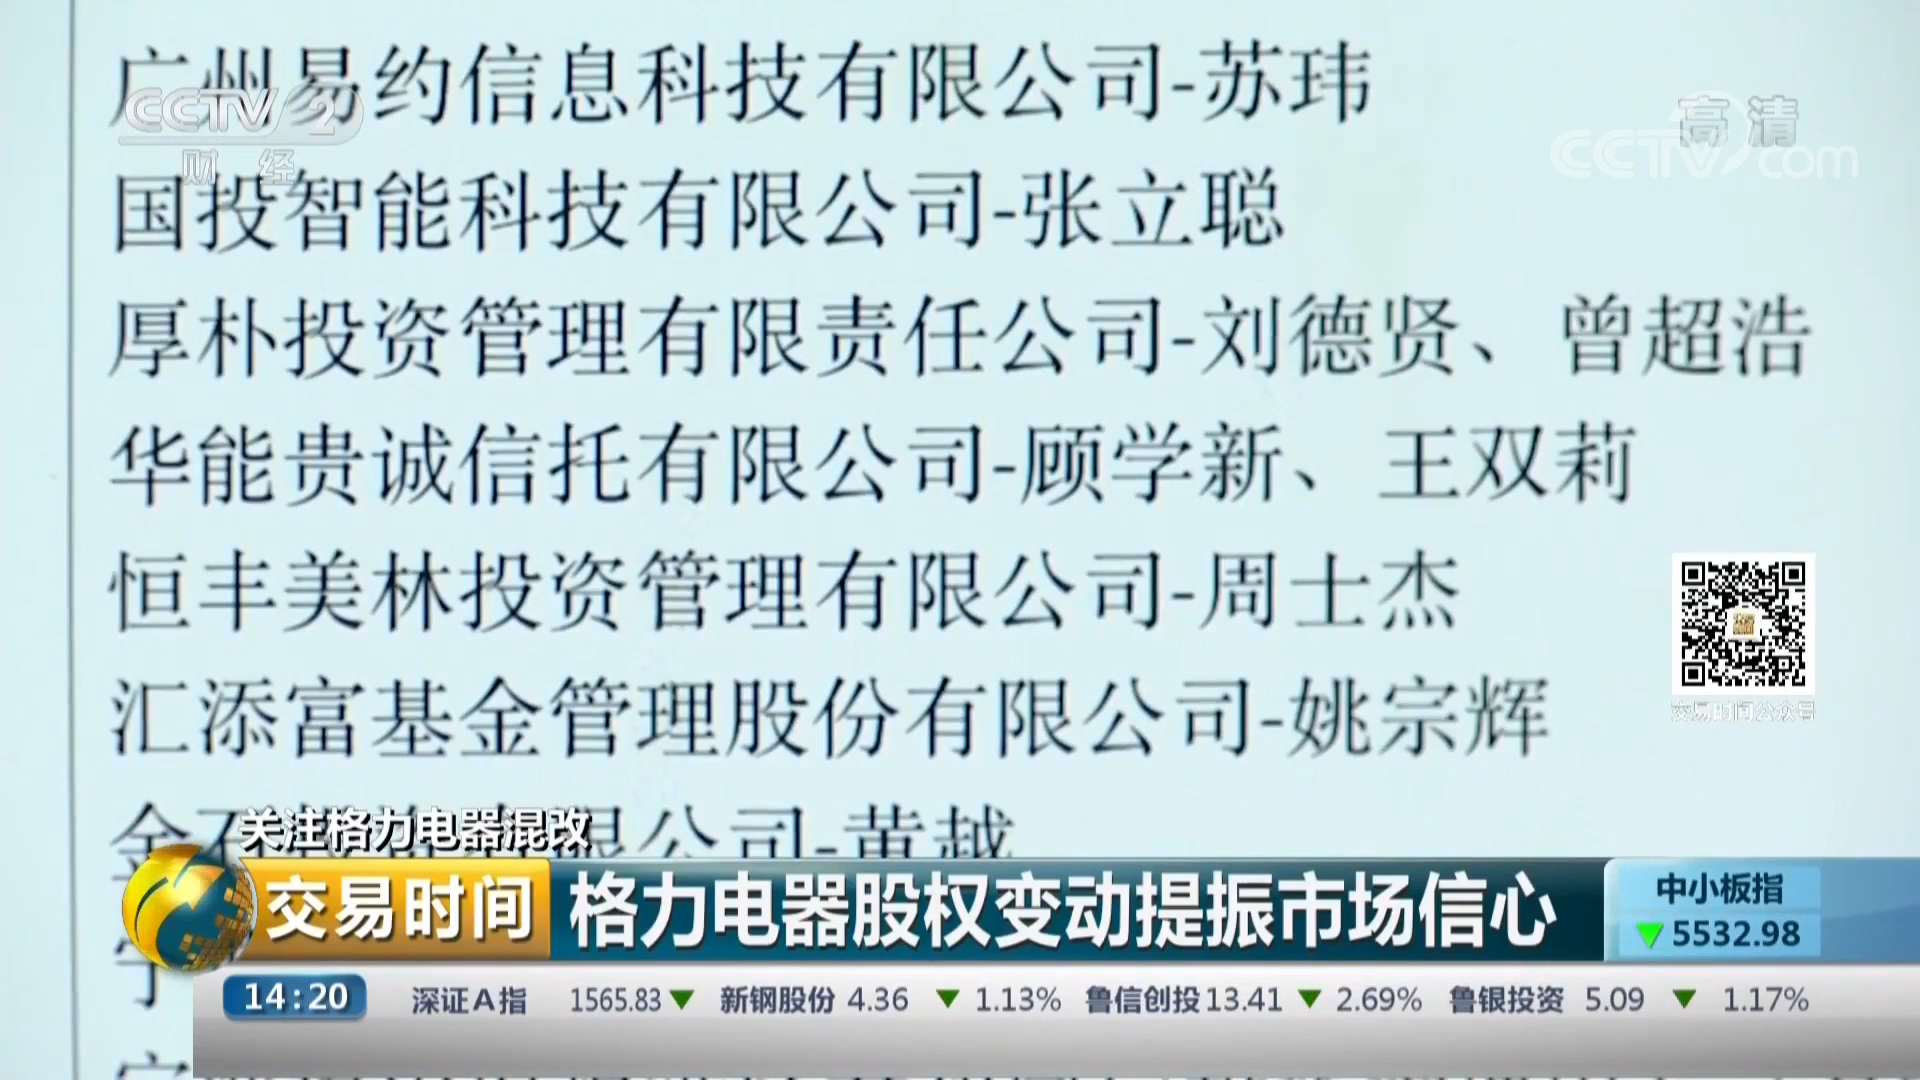 广州易约信息科技有限公司-苏玮
CCTV 2
财经
高清
CCTV.com
国投智能科技有限公司-张立聪
厚朴投资管理有限责任公司-刘德贤、曾超浩
华能贵诚信托有限公司-顾学新、王双莉
恒丰美林投资管理有限公司-周士杰
汇添富基金管理股份有限公司-姚宗辉
交易时间公众号
限公司-黄越
关注格力电器混改
交易时间
格力电器股权变动提振市场信心
中小板指
▼ 5532.98
14:20 深证A指 1565.83 ▼ 新钢股份 4.36 ▼ 1.13% 鲁信创投 13.41 ▼ 2.69% 鲁银投资 5.09 ▼ 1.17%